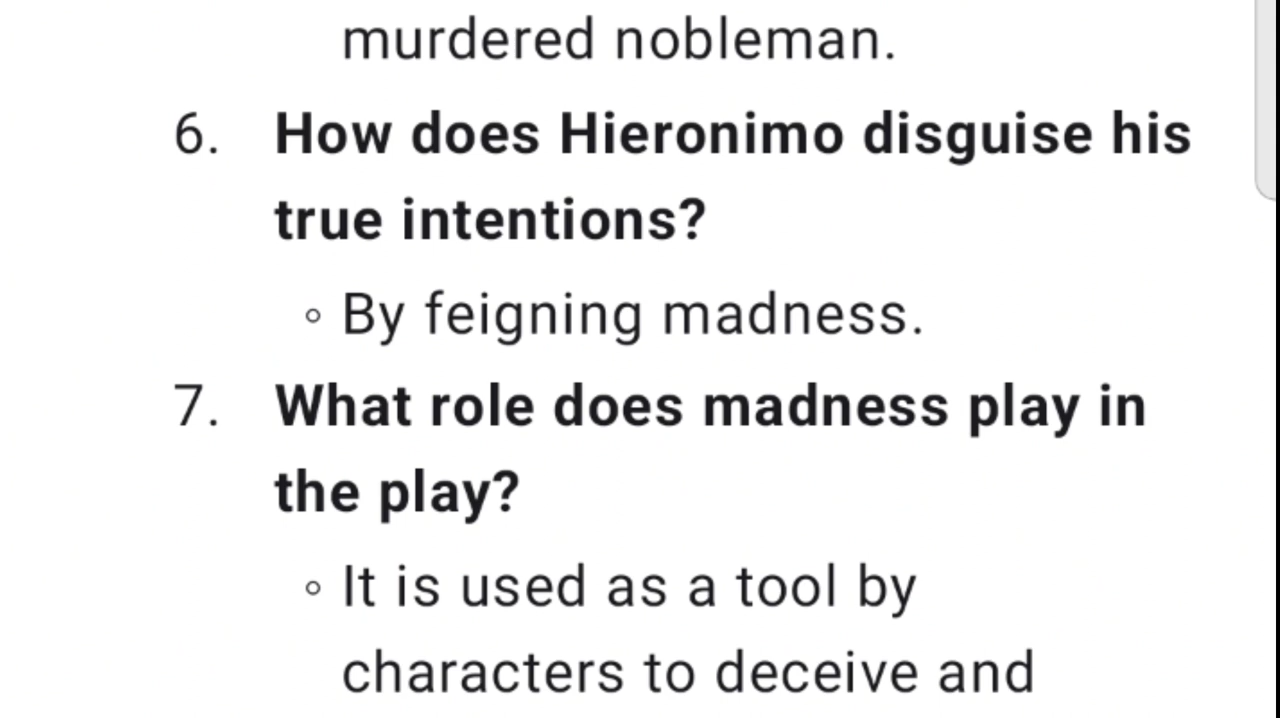 murdered nobleman.
6. How does Hieronimo disguise his
true intentions?
◦ By feigning madness.
7. What role does madness play in
the play?
◦ It is used as a tool by
characters to deceive and